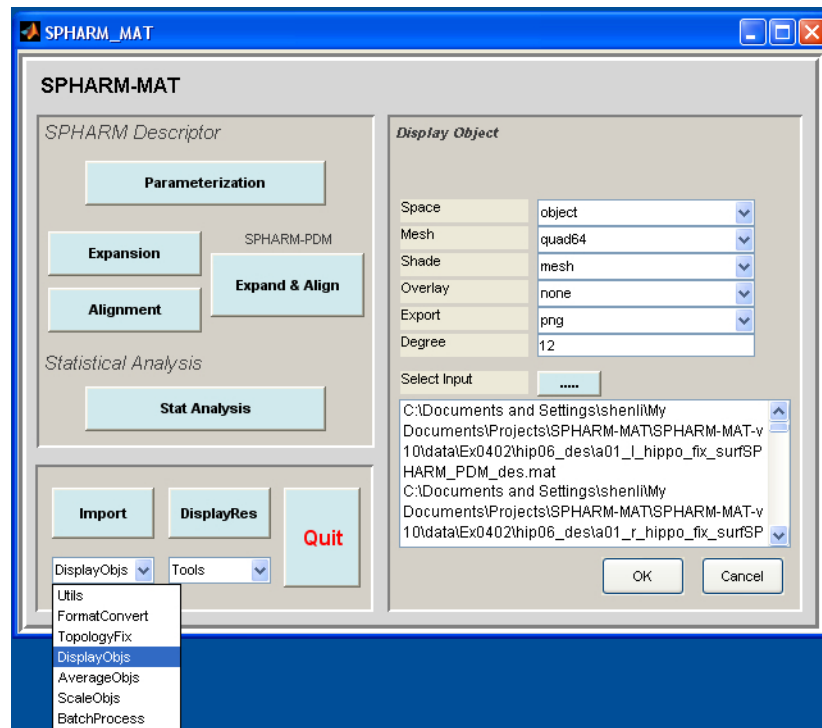 SPHARM_MAT
SPHARM-MAT
SPHARM Descriptor
Parameterization
Expansion
SPHARM-PDM
Expand & Align
Alignment
Statistical Analysis
Stat Analysis
Import
DisplayRes
Quit
DisplayObjs
Tools
Utils
FormatConvert
TopologyFix
DisplayObjs
AverageObjs
ScaleObjs
BatchProcess
Display Object
Space
object
Mesh
quad64
Shade
mesh
Overlay
none
Export
png
Degree
12
Select Input
.....
C:\Documents and Settings\shenli\My
Documents\Projects\SPHARM-MAT\SPHARM-MAT-v
10\data\Ex0402\hip06_des\a01_l_hippo_fix_surfSP
HARM_PDM_des.mat
C:\Documents and Settings\shenli\My
Documents\Projects\SPHARM-MAT\SPHARM-MAT-v
10\data\Ex0402\hip06_des\a01_r_hippo_fix_surfSP
OK
Cancel